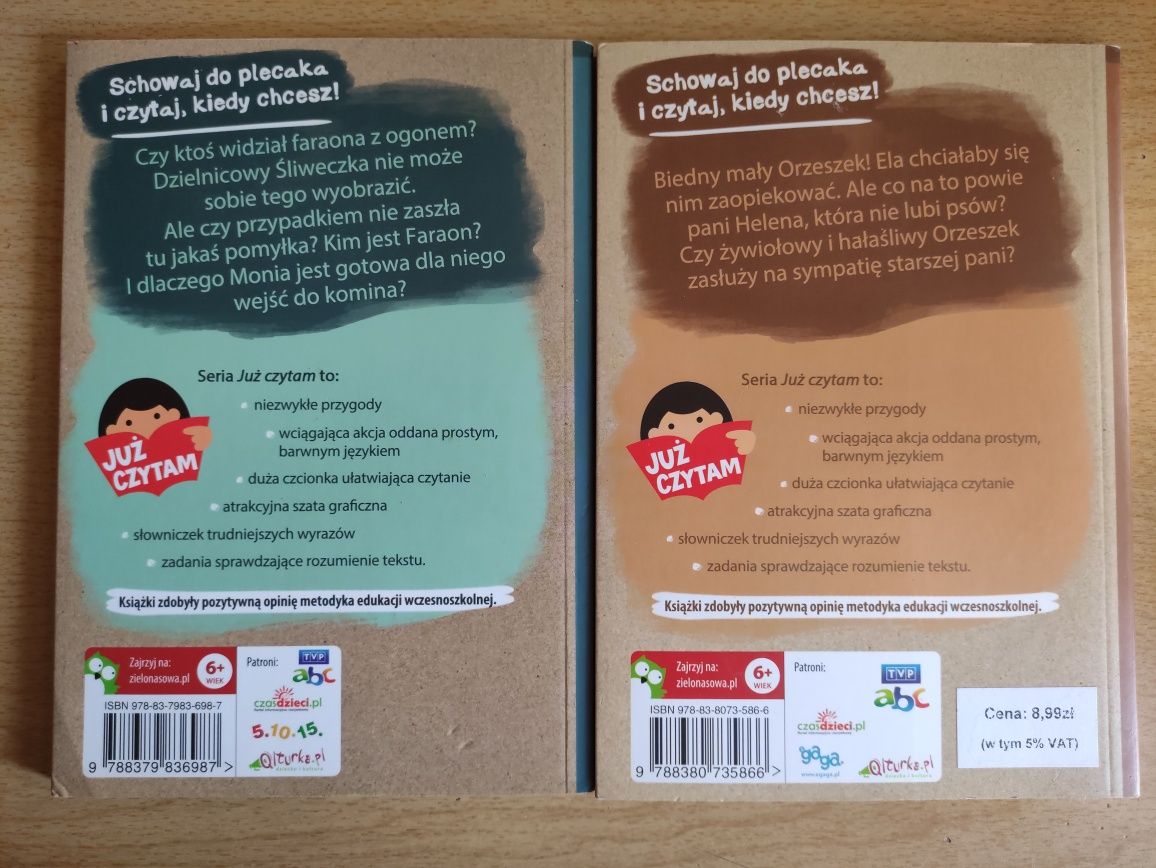 Schowaj do plecaka
i czytaj, kiedy chcesz!
Czy ktoś widział faraona z ogonem?
Dzielnicowy Śliweczka nie może
sobie tego wyobrazić.
Ale czy przypadkiem nie zaszła
tu jakaś pomyłka? Kim jest Faraon?
I dlaczego Monia jest gotowa dla niego
wejść do komina?
Seria Już czytam to:
niezwykłe przygody
wciągająca akcja oddana prostym,
barwnym językiem
duża czcionka ułatwiająca czytanie
atrakcyjna szata graficzna
słowniczek trudniejszych wyrazów
zadania sprawdzające rozumienie tekstu.
JUŻ
CZYTAM
Książki zdobyły pozytywną opinię metodyka edukacji wczesnoszkolnej.
Zajrzyj na:
zielonasowa.pl
6+
WIEK
Patroni:
TVP
abc
czasdzieci.pl
5.10.15.
Qlturka.pl
dziecko i kultura
ISBN 978-83-7983-698-7
9 788379 836987 >
Schowaj do plecaka
i czytaj, kiedy chcesz!
Biedny mały Orzeszek! Ela chciałaby się
nim zaopiekować. Ale co na to powie
pani Helena, która nie lubi psów?
Czy żywiołowy i hałaśliwy Orzeszek
zasłuży na sympatię starszej pani?
Seria Już czytam to:
niezwykłe przygody
wciągająca akcja oddana prostym,
barwnym językiem
duża czcionka ułatwiająca czytanie
atrakcyjna szata graficzna
słowniczek trudniejszych wyrazów
zadania sprawdzające rozumienie tekstu.
JUŻ
CZYTAM
Książki zdobyły pozytywną opinię metodyka edukacji wczesnoszkolnej.
Zajrzyj na:
zielonasowa.pl
6+
WIEK
Patroni:
TVP
abc
czasdzieci.pl
gaga
www.agaga.pl
Qlturka.pl
dziecko i kultura
ISBN 978-83-8073-586-6
9 788380 735866 >
Cena: 8,99zł
(w tym 5% VAT)